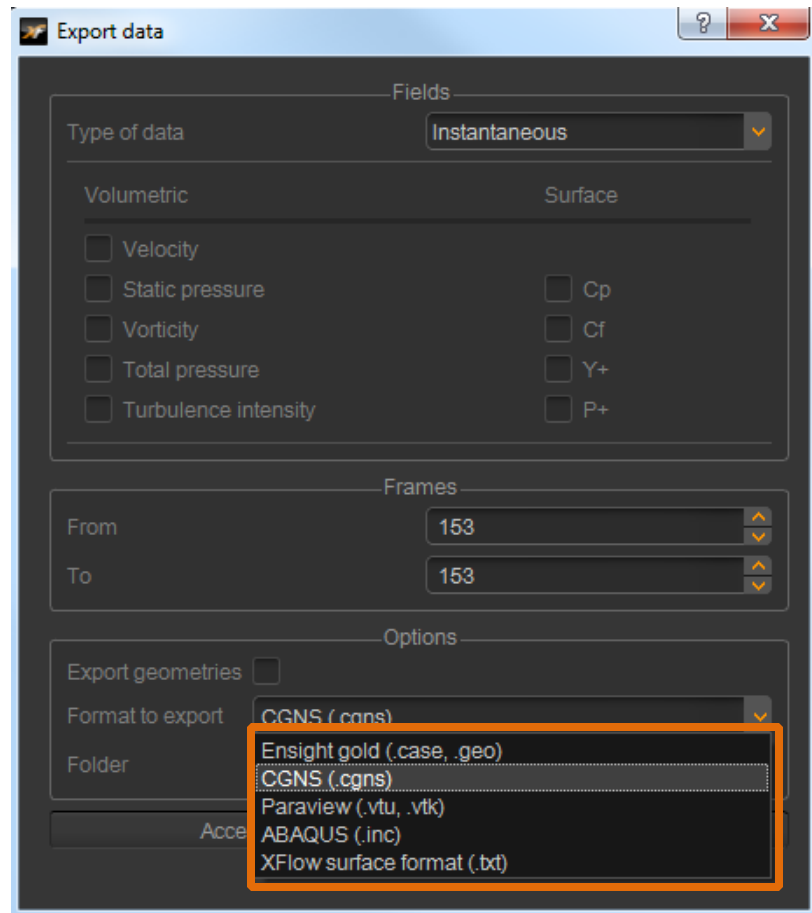 XF Export data ? X
Fields
Type of data Instantaneous
Volumetric Surface
Velocity
Static pressure Cp
Vorticity Cf
Total pressure Y+
Turbulence intensity P+
Frames
From 153
To 153
Options
Export geometries
Format to export CGNS (.cgns)
Folder
Ensight gold (.case, .geo)
CGNS (.cgns)
Paraview (.vtu, .vtk)
ABAQUS (.inc)
XFlow surface format (.txt)